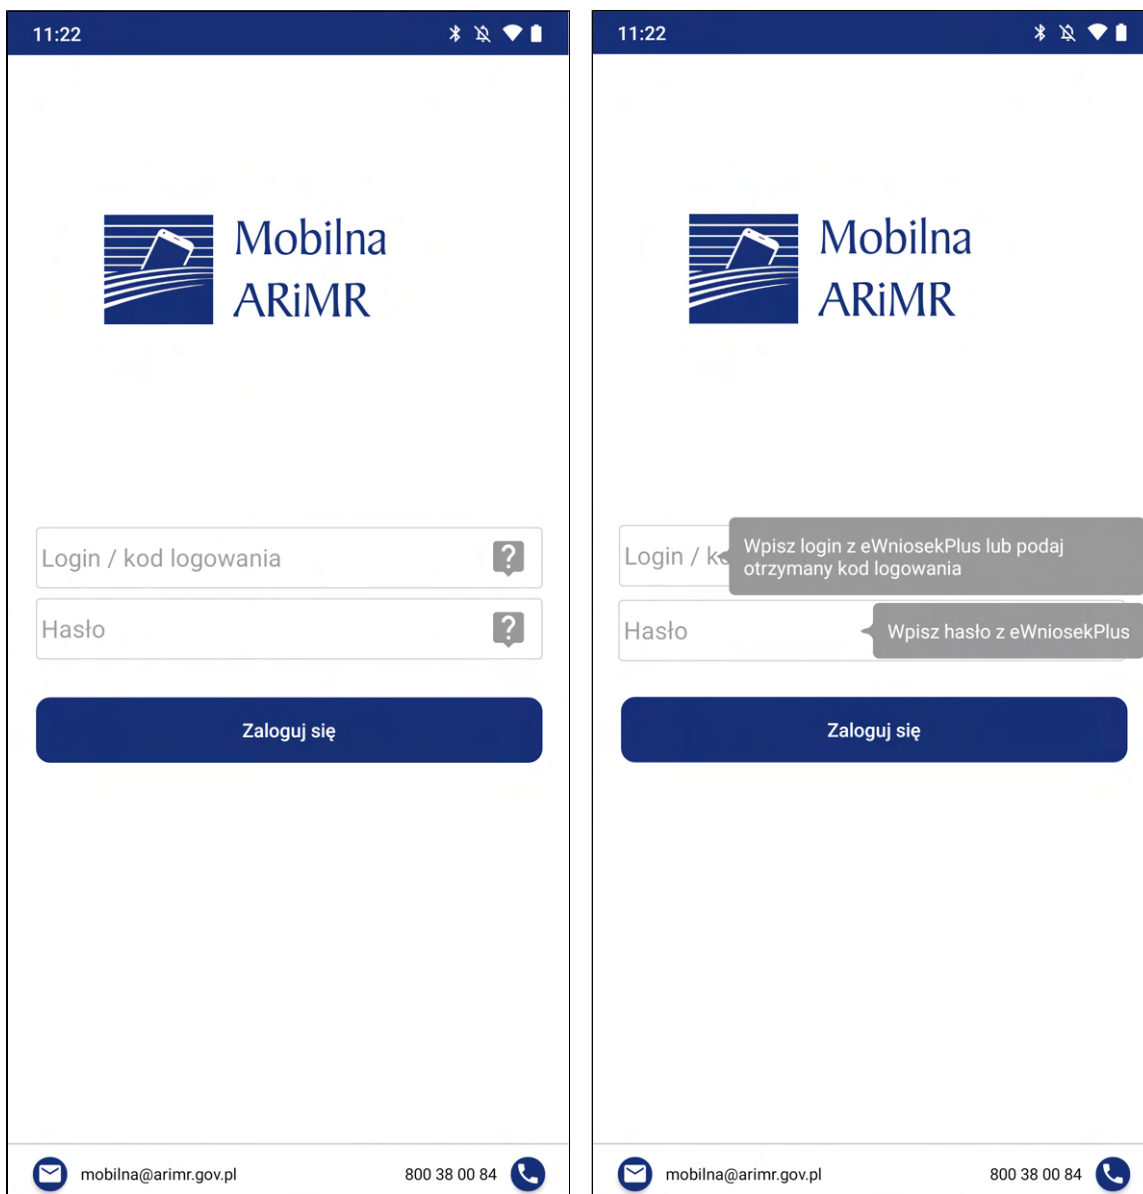 11:22
Mobilna
ARiMR
Login / kod logowania
?
Hasło
?
Zaloguj się
mobilna@arimr.gov.pl
800 38 00 84
11:22
Mobilna
ARiMR
Login / ko
Wpisz login z eWniosekPlus lub podaj
otrzymany kod logowania
Hasło
Wpisz hasło z eWniosekPlus
Zaloguj się
mobilna@arimr.gov.pl
800 38 00 84